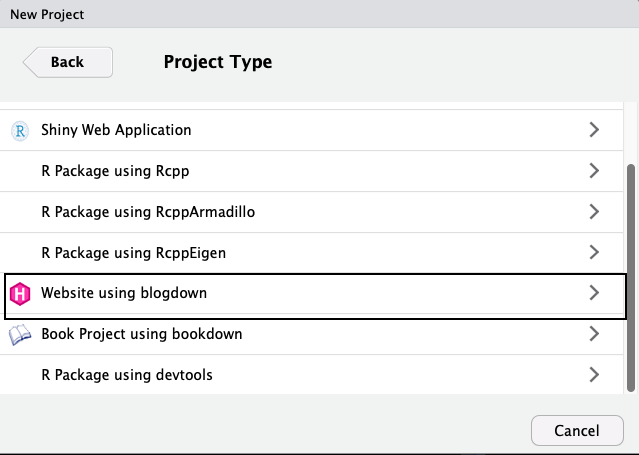 New Project
Back
Project Type
R
Shiny Web Application
R Package using Rcpp
R Package using RcppArmadillo
R Package using RcppEigen
H
Website using blogdown
Book Project using bookdown
R Package using devtools
Cancel